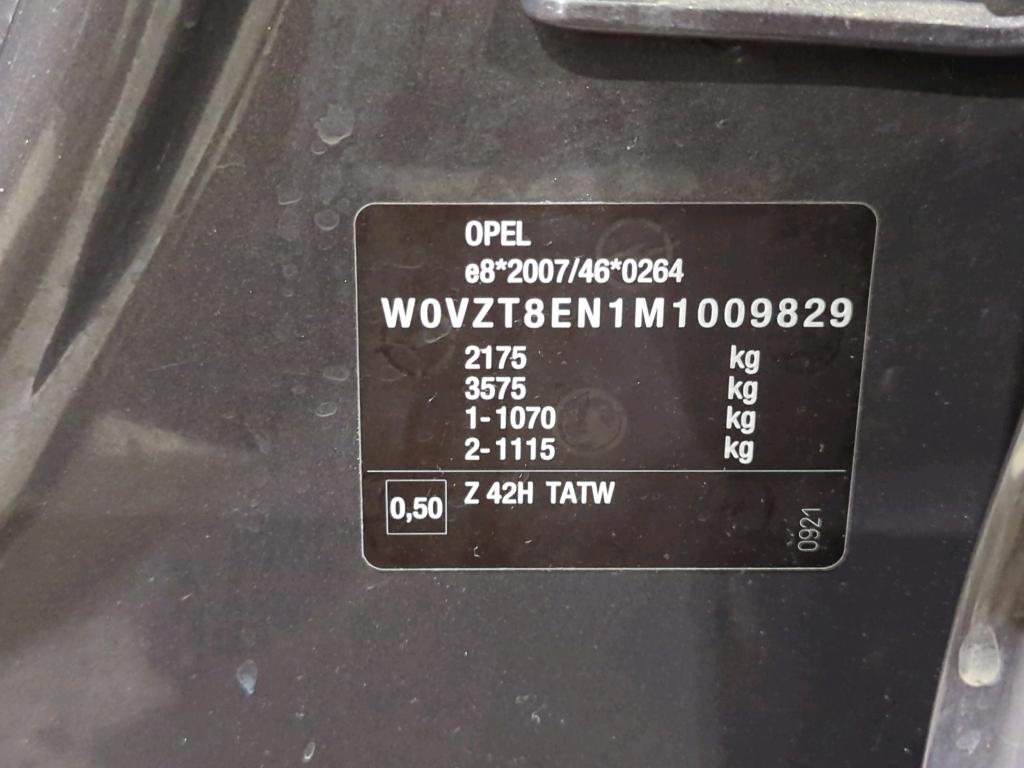 OPEL
e8*2007/46*0264
W0VZT8EN1M1009829
2175 kg
3575 kg
1-1070 kg
2-1115 kg
0,50 Z 42H TATW
0921